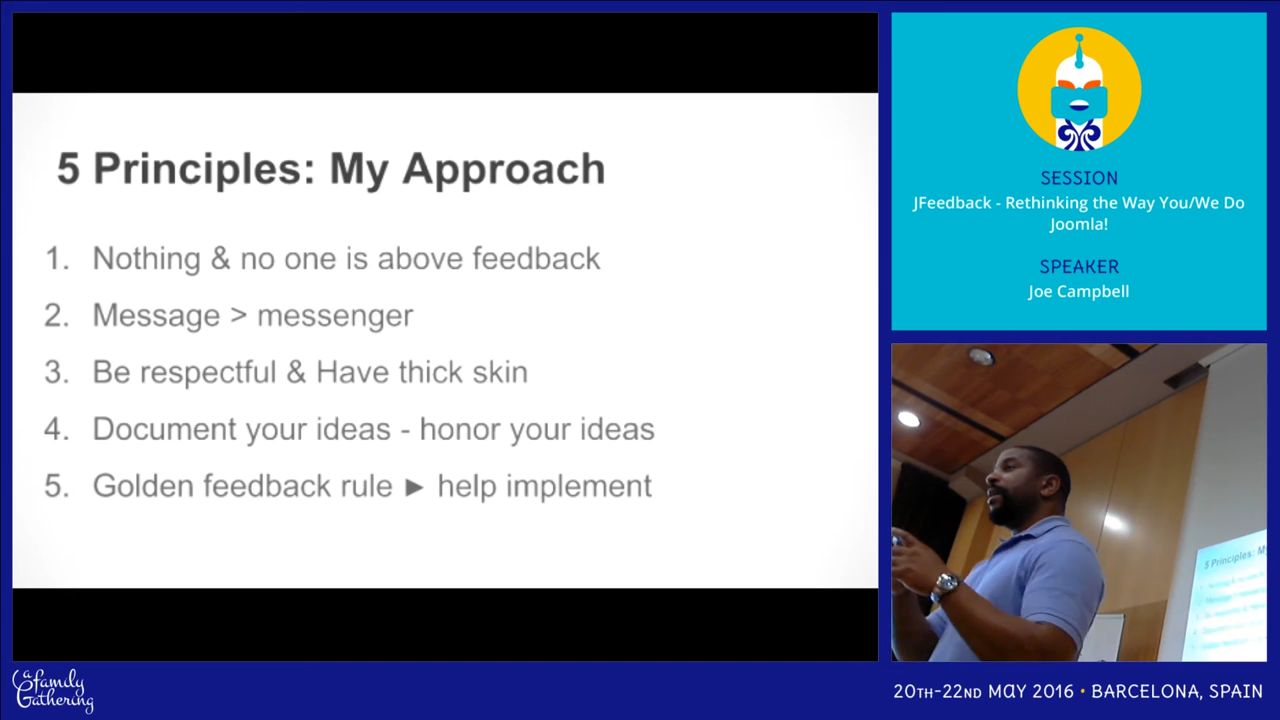 5 Principles: My Approach
1. Nothing & no one is above feedback
2. Message > messenger
3. Be respectful & Have thick skin
4. Document your ideas - honor your ideas
5. Golden feedback rule ► help implement
SESSION
JFeedback - Rethinking the Way You/We Do
Joomla!
SPEAKER
Joe Campbell
5 Principles: M
a family
Gathering
20TH-22ND MAY 2016 • BARCELONA, SPAIN